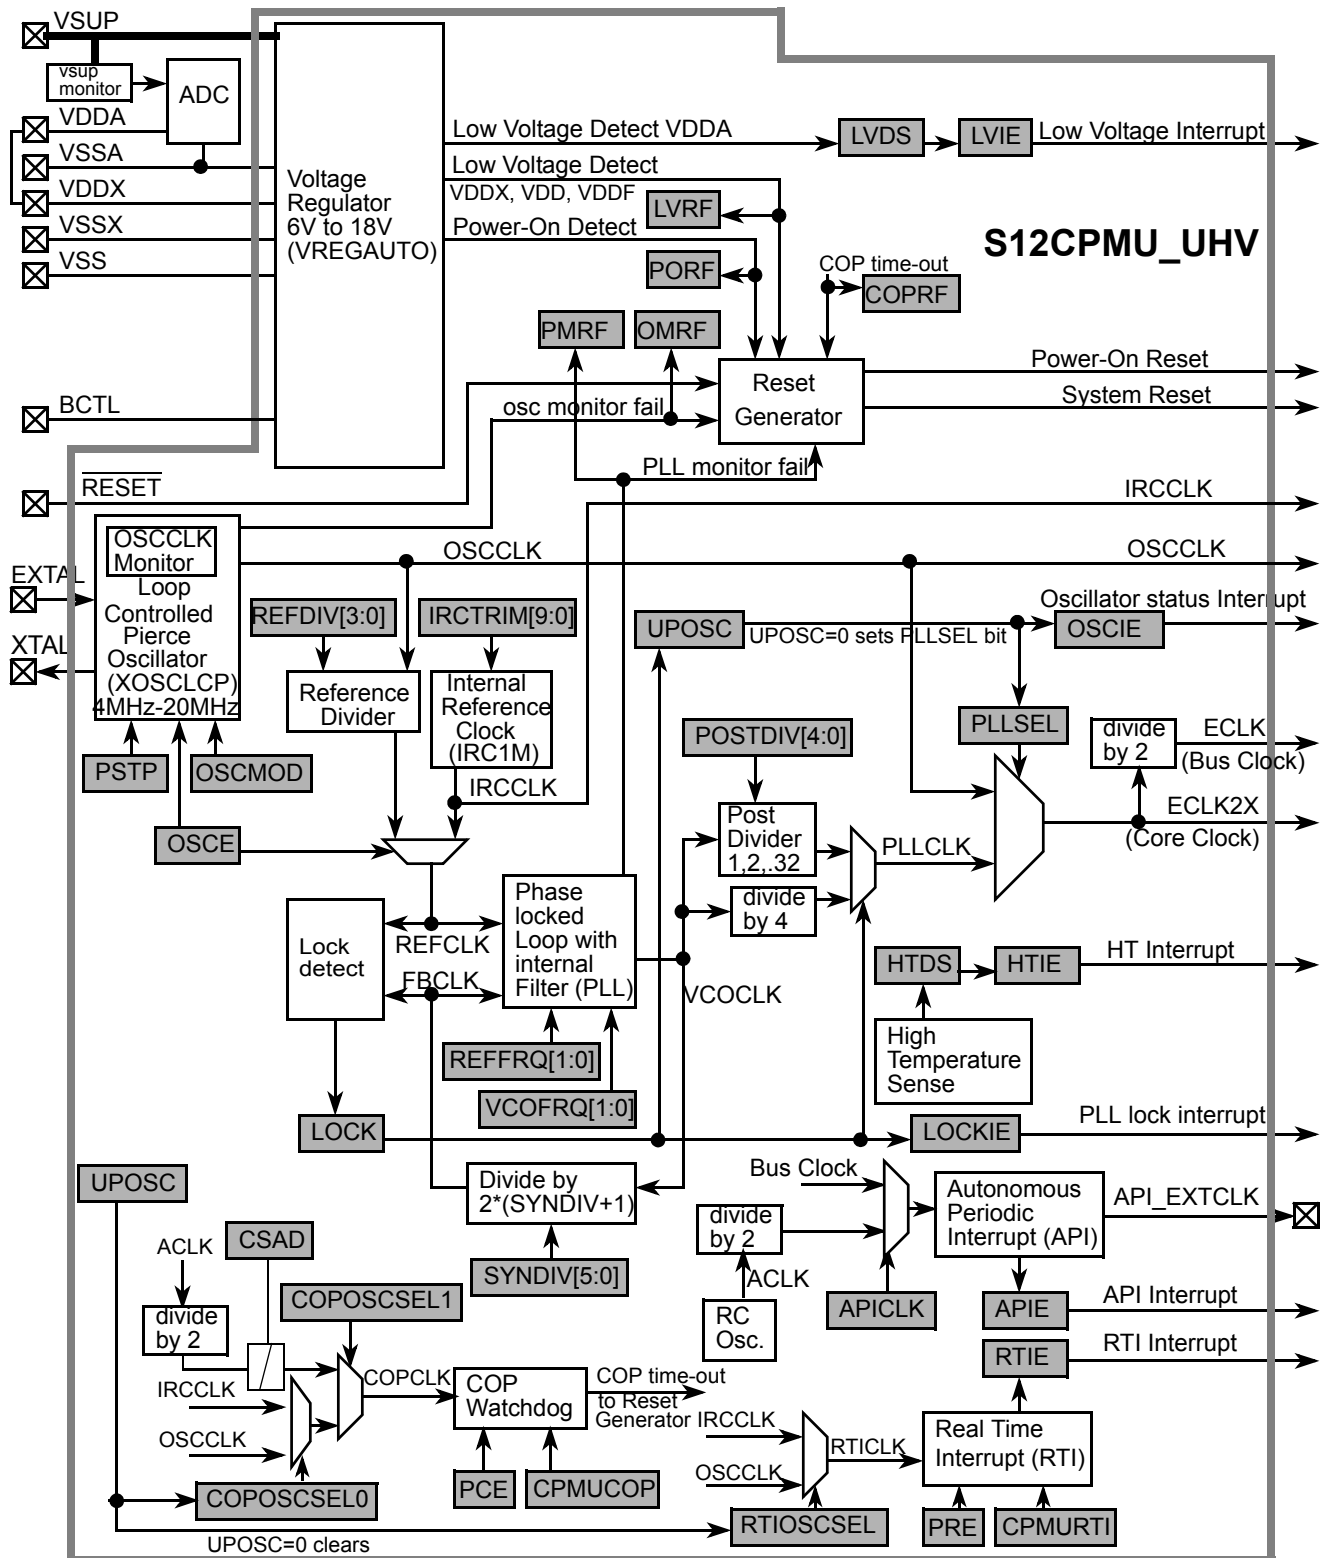 VSUP
vsup
monitor
ADC
VDDA
VSSA
VDDX
VSSX
VSS
BCTL
RESET
EXTAL
XTAL
Voltage
Regulator
6V to 18V
(VREGAUTO)
Low Voltage Detect VDDA
LVDS
LVIE
Low Voltage Interrupt
Low Voltage Detect
VDDX, VDD, VDDF
LVRF
Power-On Detect
PORF
S12CPMU_UHV
COP time-out
COPRF
PMRF
OMRF
Reset
Generator
Power-On Reset
System Reset
osc monitor fail
PLL monitor fail
IRCCLK
OSCCLK
Monitor
Loop
Controlled
Pierce
Oscillator
(XOSCLCP)
4MHz-20MHz
OSCCLK
OSCCLK
REFDIV[3:0]
IRCTRIM[9:0]
UPOSC
UPOSC=0 sets PLLSEL bit
Oscillator status Interrupt
OSCIE
Reference
Divider
Internal
Reference
Clock
(IRC1M)
PSTP
OSCMOD
IRCCLK
OSCE
POSTDIV[4:0]
PLLSEL
divide
by 2
ECLK
(Bus Clock)
ECLK2X
(Core Clock)
Post
Divider
1,2,.32
PLLCLK
divide
by 4
Phase
locked
Loop with
internal
Filter (PLL)
Lock
detect
REFCLK
FBCLK
VCOCLK
REFFRQ[1:0]
VCOFRQ[1:0]
HTDS
HTIE
HT Interrupt
High
Temperature
Sense
LOCK
LOCKIE
PLL lock interrupt
UPOSC
Divide by
2*(SYNDIV+1)
SYNDIV[5:0]
Bus Clock
divide
by 2
ACLK
RC
Osc.
APICLK
Autonomous
Periodic
Interrupt (API)
API_EXTCLK
APIE
API Interrupt
RTIE
RTI Interrupt
ACLK
CSAD
divide
by 2
COPOSCSEL1
IRCCLK
OSCCLK
COPCLK
COP
Watchdog
COP time-out
to Reset
Generator
PCE
CPMUCOP
COPOSCSEL0
UPOSC=0 clears
IRCCLK
OSCCLK
RTICLK
RTIOSCSEL
Real Time
Interrupt (RTI)
PRE
CPMURTI